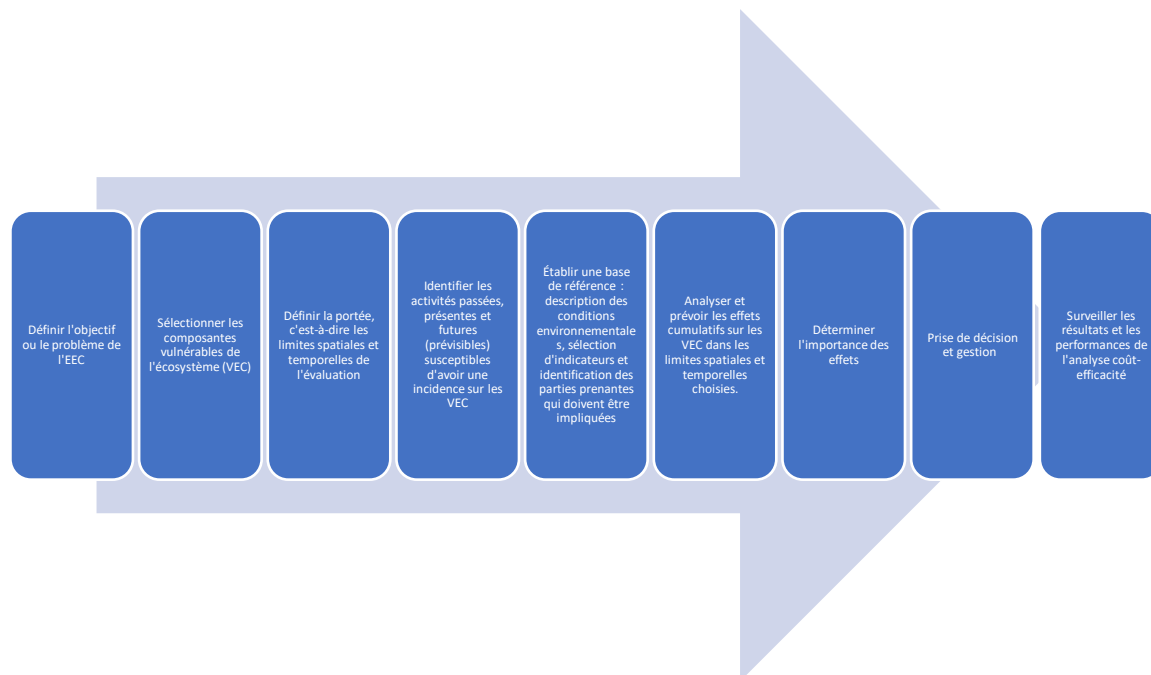 Définir l'objectif
ou le problème de
l'EEC
Sélectionner les
composantes
vulnérables de
l'écosystème (VEC)
Définir la portée,
c'est-à-dire les
limites spatiales et
temporelles de
l'évaluation
Identifier les
activités passées,
présentes et
futures
(prévisibles)
susceptibles
d'avoir une
incidence sur les
VEC
Établir une base
de référence :
description des
conditions
environnementale
s, sélection
d'indicateurs et
identification des
parties prenantes
qui doivent être
impliquées
Analyser et
prévoir les effets
cumulatifs sur les
VEC dans les
limites spatiales et
temporelles
choisies.
Déterminer
l'importance des
effets
Prise de décision
et gestion
Surveiller les
résultats et les
performances de
l'analyse coût-
efficacité